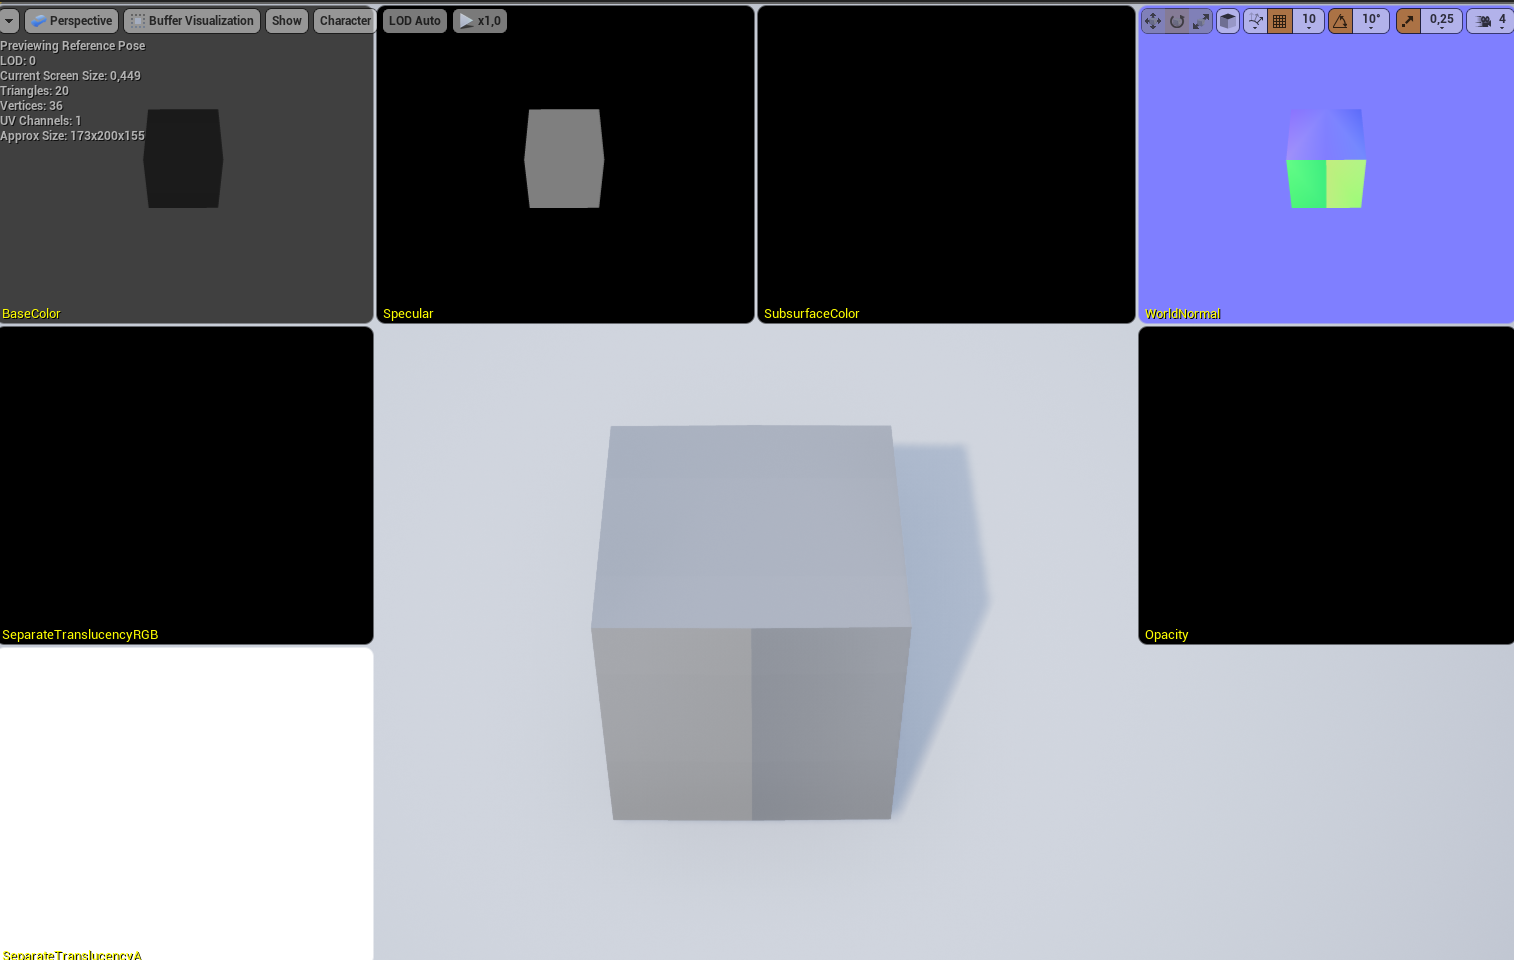 Perspective Buffer Visualization Show Character LOD Auto x1,0 10 10° 0,25 4
Previewing Reference Pose
LOD: 0
Current Screen Size: 0,449
Triangles: 20
Vertices: 36
UV Channels: 1
Approx Size: 173x200x155
BaseColor
Specular
SubsurfaceColor
WorldNormal
SeparateTranslucencyRGB
Opacity
SeparateTranslucencyA